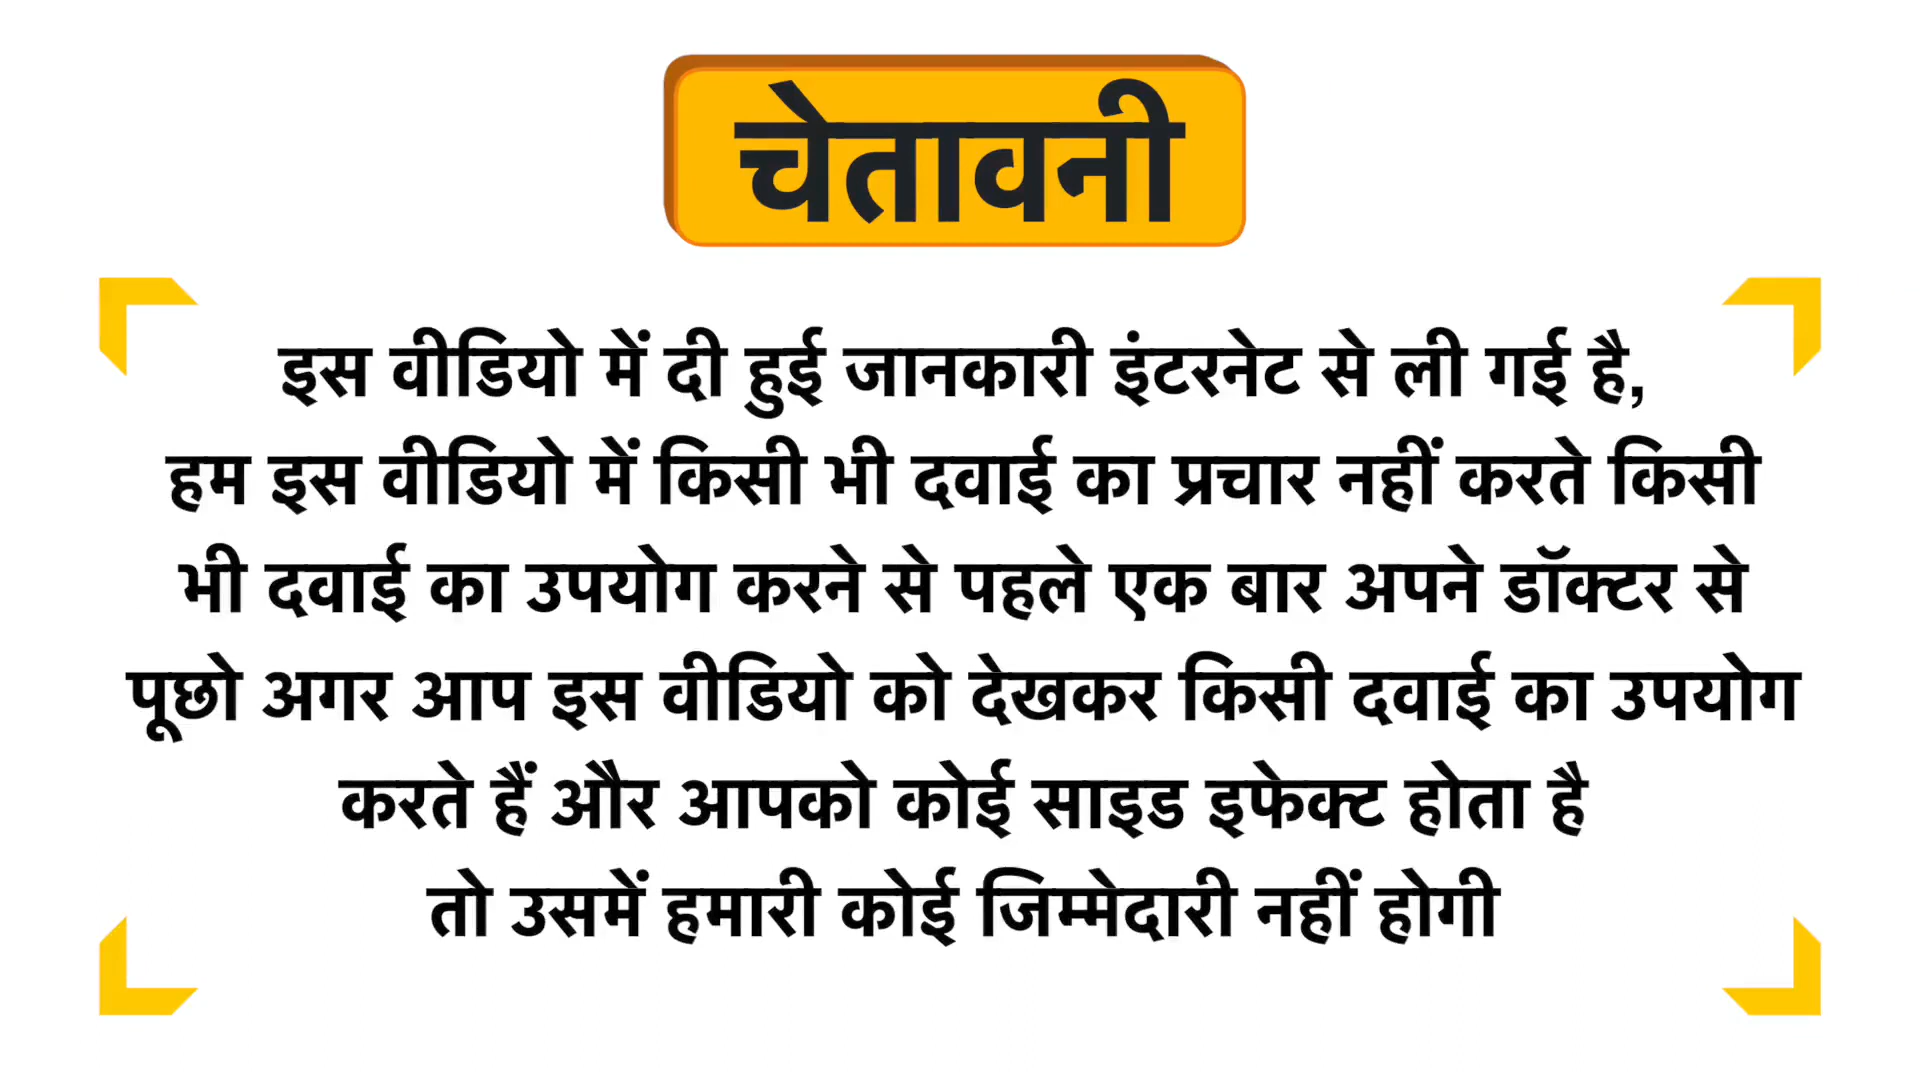 चेतावनी
इस वीडियो में दी हुई जानकारी इंटरनेट से ली गई है,
हम इस वीडियो में किसी भी दवाई का प्रचार नहीं करते किसी
भी दवाई का उपयोग करने से पहले एक बार अपने डॉक्टर से
पूछो अगर आप इस वीडियो को देखकर किसी दवाई का उपयोग
करते हैं और आपको कोई साइड इफेक्ट होता है
तो उसमें हमारी कोई जिम्मेदारी नहीं होगी